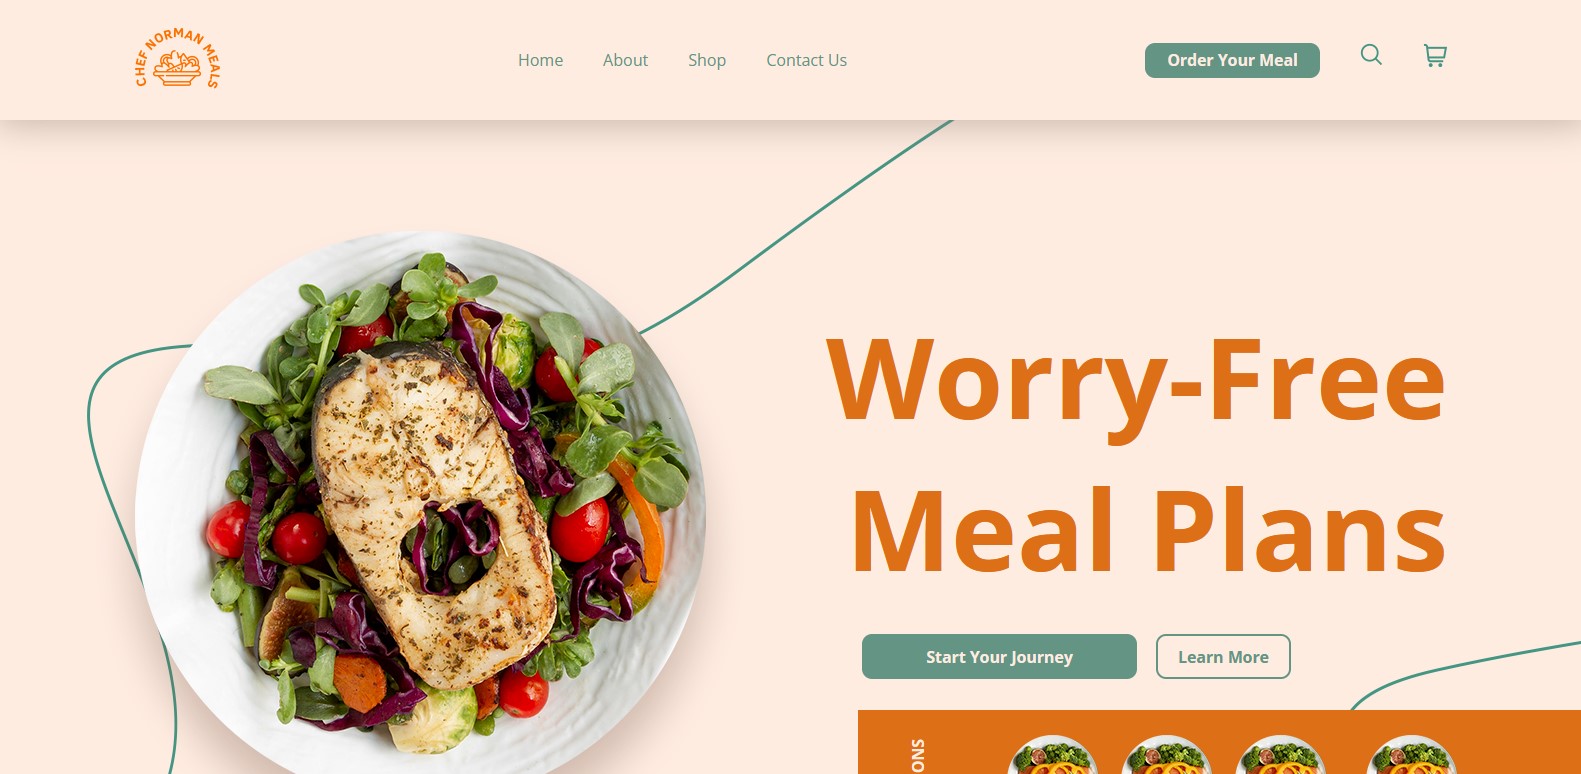 CHEF NORMAN MEALS
Home
About
Shop
Contact Us
Order Your Meal
Worry-Free
Meal Plans
Start Your Journey
Learn More